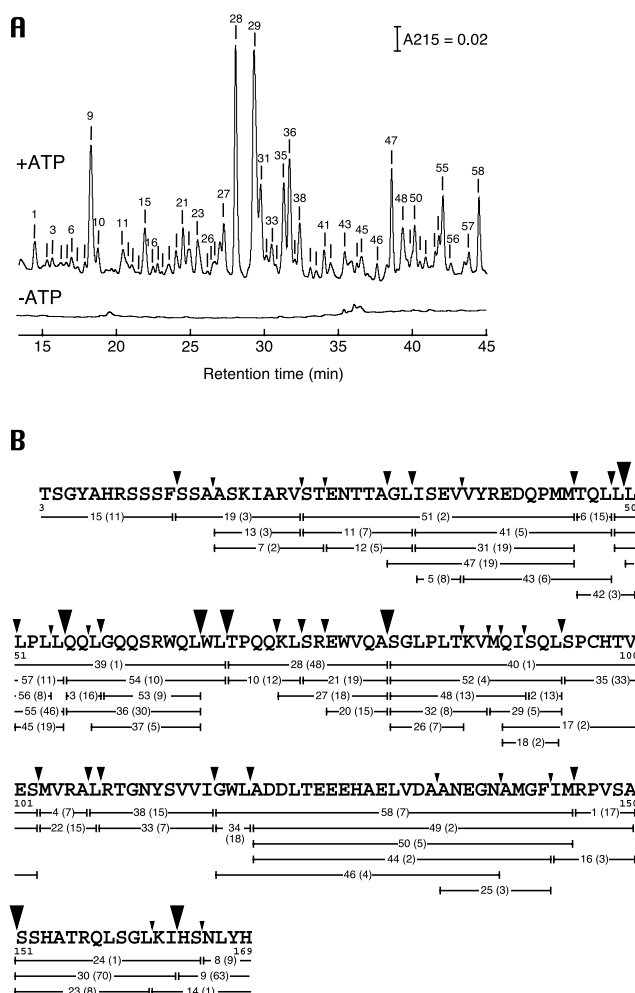 A
A215 = 0.02
28
29
9
36
47
31
35
55
58
+ATP
15
21
27
38
48
50
1
3
6
10
11
16
23
26
33
41
43
45
46
56
57
-ATP
15 20 25 30 35 40 45
Retention time (min)
B
TSGYAHRSSSFSSAASKIARVSTENTTAGLISEVVYREDQPMMTQLLL
3 50
15 (11) 19 (3) 51 (2) 6 (15)
13 (3) 11 (7) 41 (5)
7 (2) 12 (5) 31 (19)
47 (19)
5 (8) 43 (6)
42 (3)
LPLLQQLGQQSRWQLWLTPQQKLSREWVQASGLPLTKVMQISQLSPCHTV
51 100
57 (11) 39 (1) 28 (48) 40 (1)
56 (8) 54 (10) 10 (12) 21 (19) 52 (4) 35 (33)
55 (46) 3 (16) 53 (9) 27 (18) 48 (13) 2 (13)
45 (19) 36 (30) 20 (15) 32 (8) 29 (5)
37 (5) 26 (7) 17 (2)
18 (2)
ESMVRALRTGNYSVVIGWLADDLTEEEHAELVDAANEGNAMGFIMRPVSA
101 150
4 (7) 38 (15) 58 (7) 1 (17)
22 (15) 33 (7) 34 (18) 49 (2)
50 (5)
44 (2) 16 (3)
46 (4)
25 (3)
SSHATRQLSGLKIHSNLYH
151 169
24 (1) 8 (9)
30 (70) 9 (63)
23 (8) 14 (1)